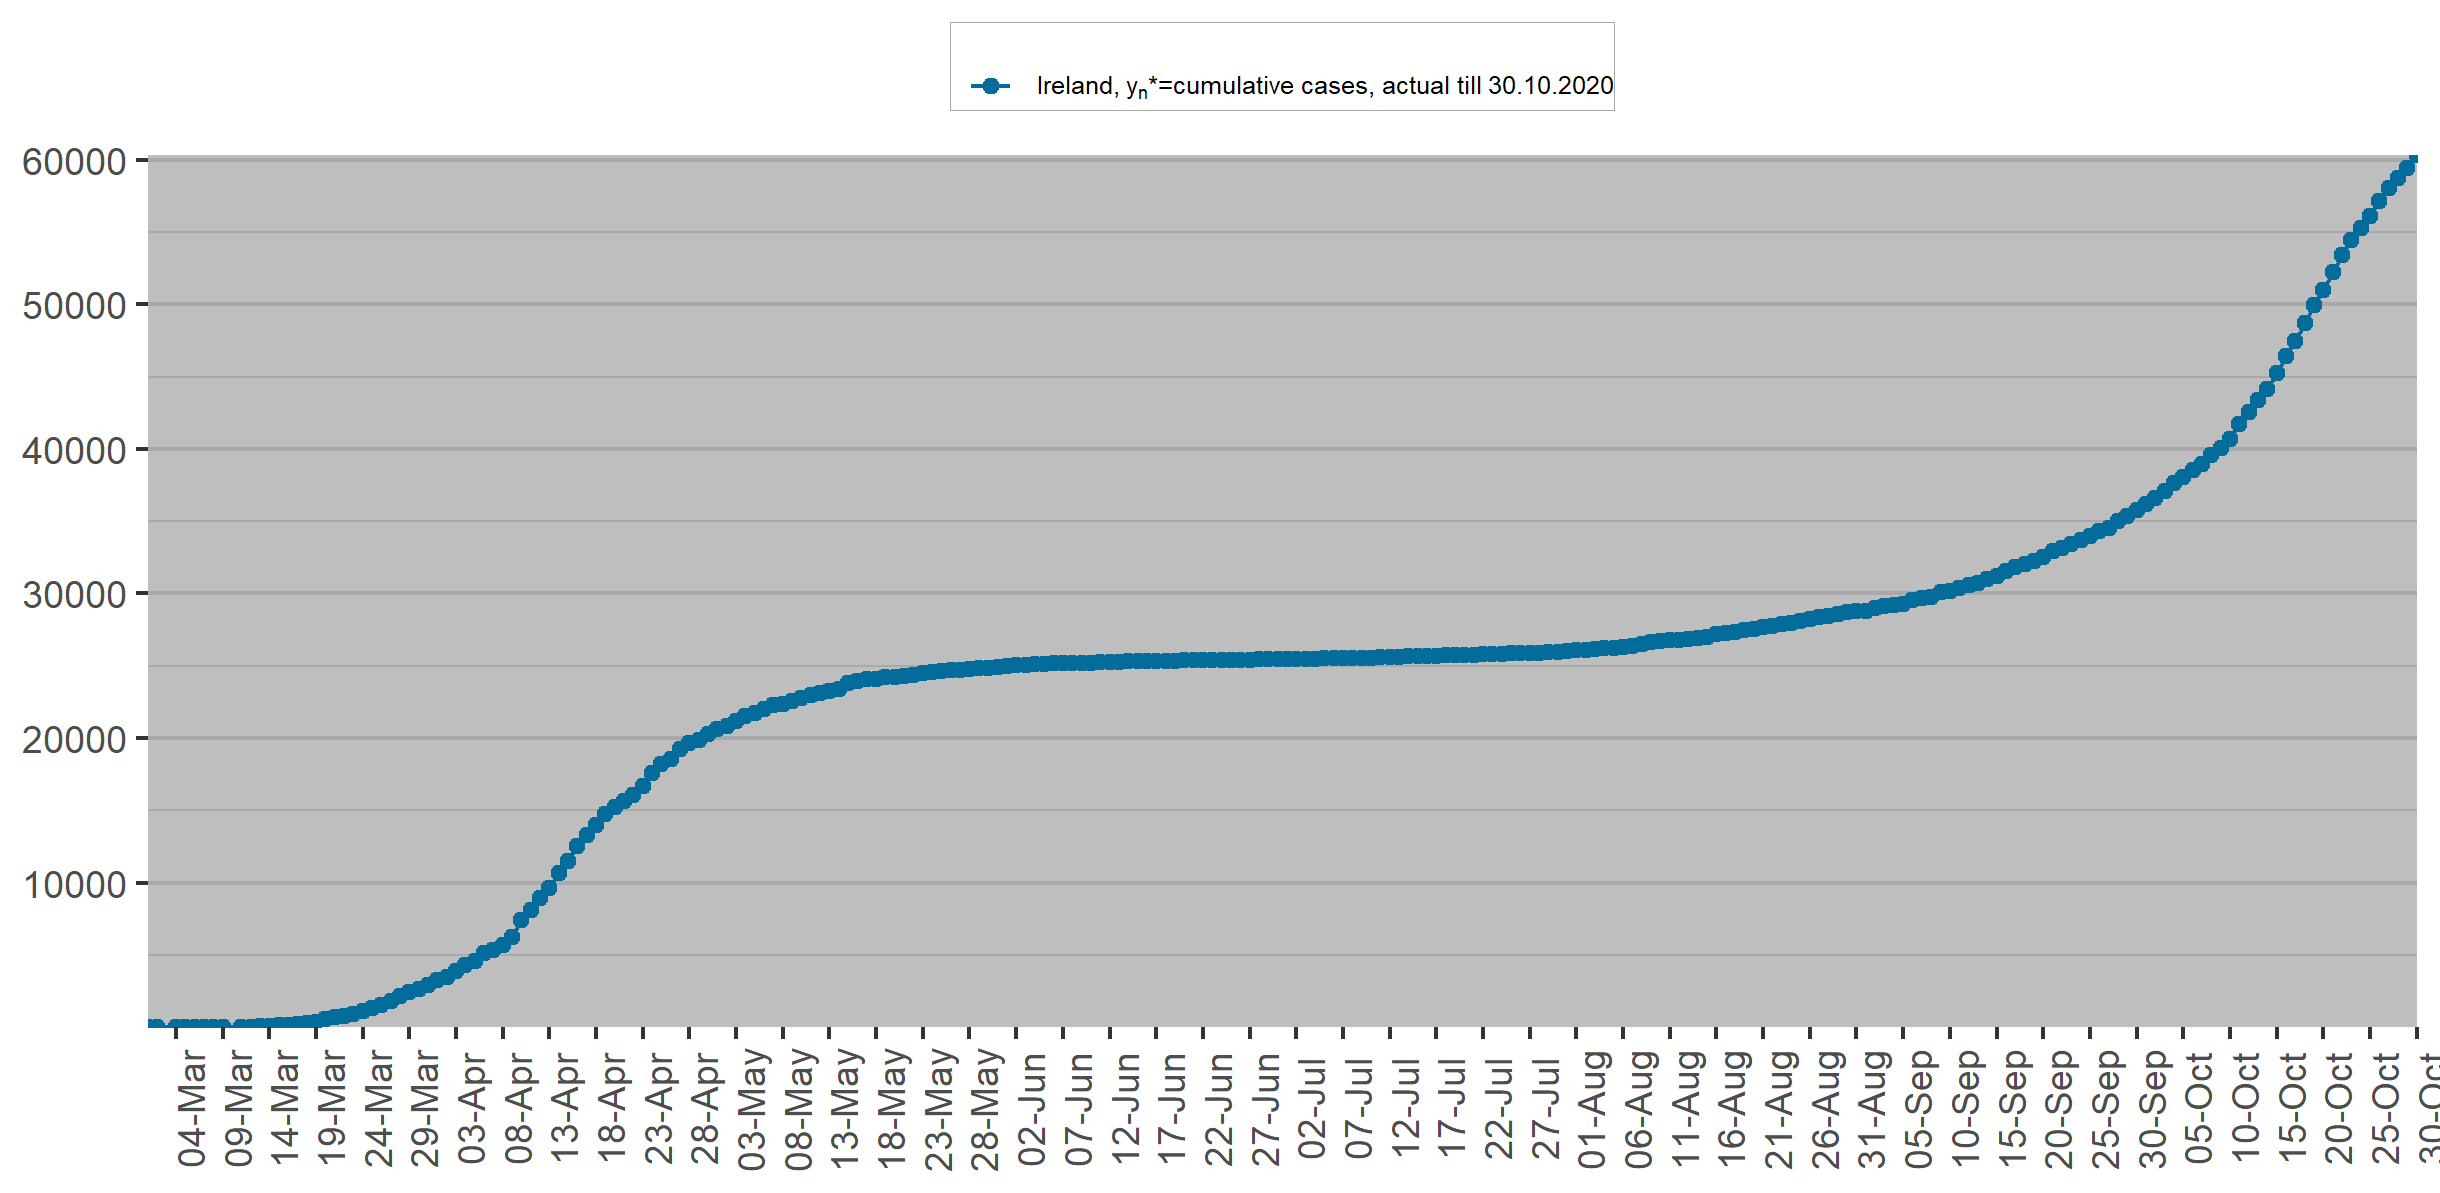 Ireland, yn*=cumulative cases, actual till 30.10.2020
60000
50000
40000
30000
20000
10000
04-Mar
09-Mar
14-Mar
19-Mar
24-Mar
29-Mar
03-Apr
08-Apr
13-Apr
18-Apr
23-Apr
28-Apr
03-May
08-May
13-May
18-May
23-May
28-May
02-Jun
07-Jun
12-Jun
17-Jun
22-Jun
27-Jun
02-Jul
07-Jul
12-Jul
17-Jul
22-Jul
27-Jul
01-Aug
06-Aug
11-Aug
16-Aug
21-Aug
26-Aug
31-Aug
05-Sep
10-Sep
15-Sep
20-Sep
25-Sep
30-Sep
05-Oct
10-Oct
15-Oct
20-Oct
25-Oct
30-Oct